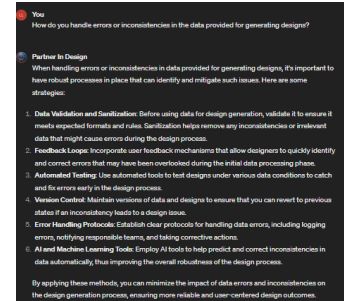 You
How do you handle errors or inconsistencies in the data provided for generating designs?
Partner In Design
When handling errors or inconsistencies in data provided for generating designs, it's important to
have robust processes in place that can identify and mitigate such issues. Here are some
strategies:
1. Data Validation and Sanitization: Before using data for design generation, validate it to ensure it
meets expected formats and rules. Sanitization helps remove any inconsistencies or irrelevant
data that might cause errors during the design process.
2. Feedback Loops: Incorporate user feedback mechanisms that allow designers to quickly identify
and correct errors that may have been overlooked during the initial data processing phase.
3. Automated Testing: Use automated tools to test designs under various data conditions to catch
and fix errors early in the design process.
4. Version Control: Maintain versions of data and designs to ensure that you can revert to previous
states if an inconsistency leads to a design issue.
5. Error Handling Protocols: Establish clear protocols for handling data errors, including logging
errors, notifying responsible teams, and taking corrective actions.
6. AI and Machine Learning Tools: Employ AI tools to help predict and correct inconsistencies in
data automatically, thus improving the overall robustness of the design process.
By applying these methods, you can minimize the impact of data errors and inconsistencies on
the design generation process, ensuring more reliable and user-centered design outcomes.